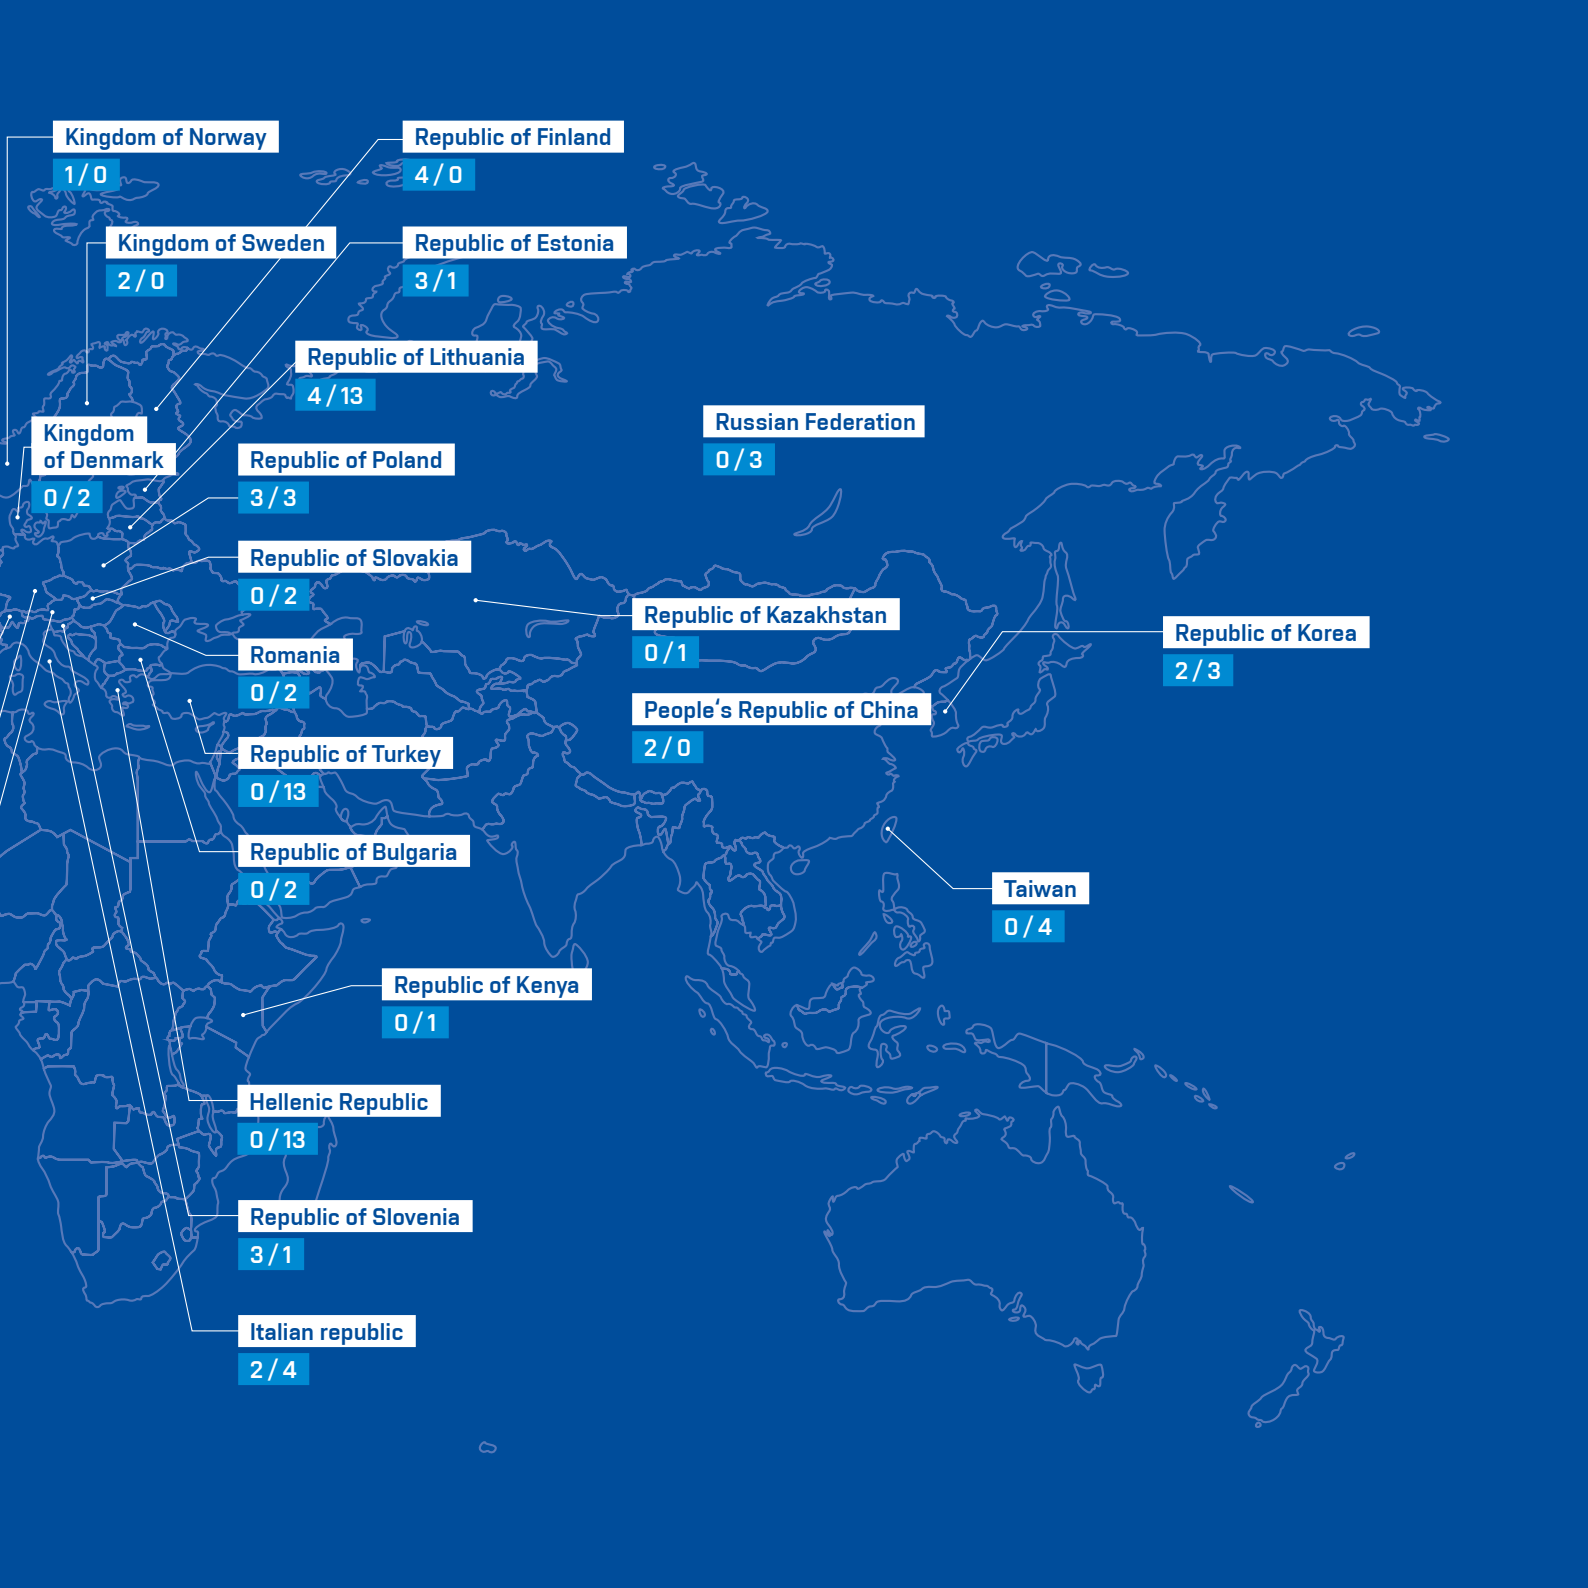 Kingdom of Norway
1 / 0
Republic of Finland
4 / 0
Kingdom of Sweden
2 / 0
Republic of Estonia
3 / 1
Republic of Lithuania
4 / 13
Kingdom
of Denmark
0 / 2
Republic of Poland
3 / 3
Russian Federation
0 / 3
Republic of Slovakia
0 / 2
Republic of Kazakhstan
0 / 1
Republic of Korea
2 / 3
Romania
0 / 2
People‘s Republic of China
2 / 0
Republic of Turkey
0 / 13
Republic of Bulgaria
0 / 2
Taiwan
0 / 4
Republic of Kenya
0 / 1
Hellenic Republic
0 / 13
Republic of Slovenia
3 / 1
Italian republic
2 / 4